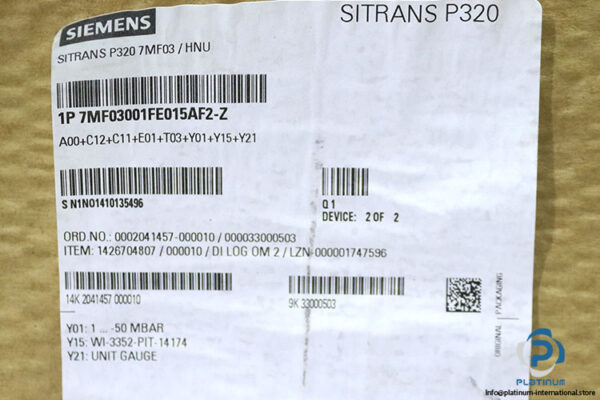 SIEMENS
SITRANS P320
SITRANS P320 7MF03 / HNU
1P 7MF03001FE015AF2-Z
A00+C12+C11+E01+T03+Y01+Y15+Y21
S N1N01410135496
Q 1
DEVICE: 2 OF 2
ORD.NO.: 0002041457-000010 / 000033000503
ITEM: 1426704807 / 000010 / DI LOG OM 2 / LZN-000001747596
14K 2041457 000010
9K 33000503
ORIGINAL PACKAGING
Y01: 1 ... -50 MBAR
Y15: WI-3352-PIT-14174
Y21: UNIT GAUGE
PLATINUM
info@platinum-international.store